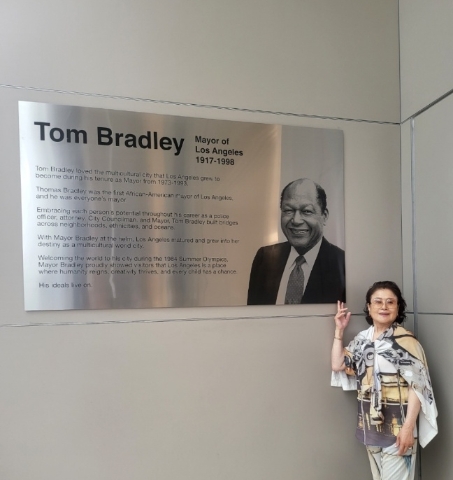 Tom Bradley
Mayor of
Los Angeles
1917-1998
Tom Bradley loved the multicultural city that Los Angeles grew to
become during his tenure as Mayor from 1973-1993.
Thomas Bradley was the first African-American mayor of Los Angeles,
and he was everyone's mayor.
Embracing each person's potential throughout his career as a police
officer, attorney, City Councilman, and Mayor, Tom Bradley built bridges
across neighborhoods, ethnicities, and oceans.
With Mayor Bradley at the helm, Los Angeles matured and grew into her
destiny as a multicultural world city.
Welcoming the world to his city during the 1984 Summer Olympics,
Mayor Bradley proudly showed visitors that Los Angeles is a place
where humanity reigns, creativity thrives, and every child has a chance.
His ideals live on.